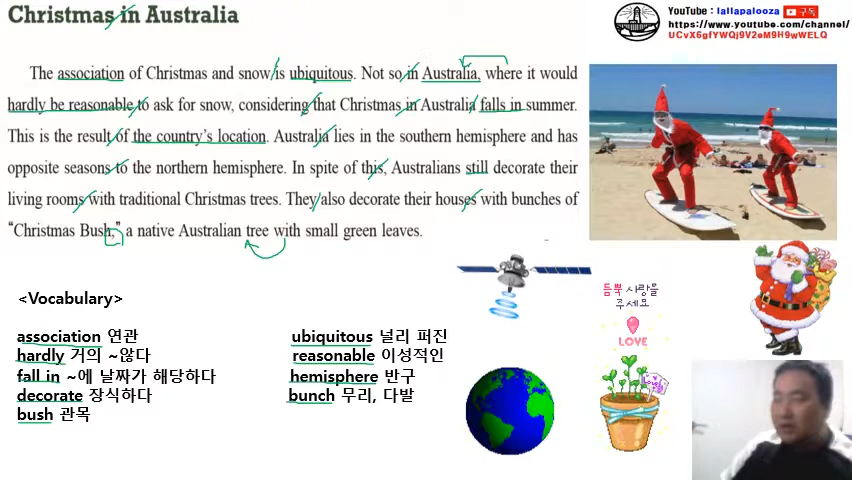 Christmas in Australia
YouTube : lallapalooza 구독
https://www.youtube.com/channel/
UCvX6gfYWQj9V2eM9H9wWELQ
The association of Christmas and snow is ubiquitous. Not so in Australia, where it would
hardly be reasonable to ask for snow, considering that Christmas in Australia falls in summer.
This is the result of the country's location. Australia lies in the southern hemisphere and has
opposite seasons to the northern hemisphere. In spite of this, Australians still decorate their
living rooms with traditional Christmas trees. They also decorate their houses with bunches of
“Christmas Bush,” a native Australian tree with small green leaves.
<Vocabulary>
association 연관
hardly 거의 ~않다
fall in ~에 날짜가 해당하다
decorate 장식하다
bush 관목
ubiquitous 널리 퍼진
reasonable 이성적인
hemisphere 반구
bunch 무리, 다발
듬뿍 사랑을
주세요
LOVE